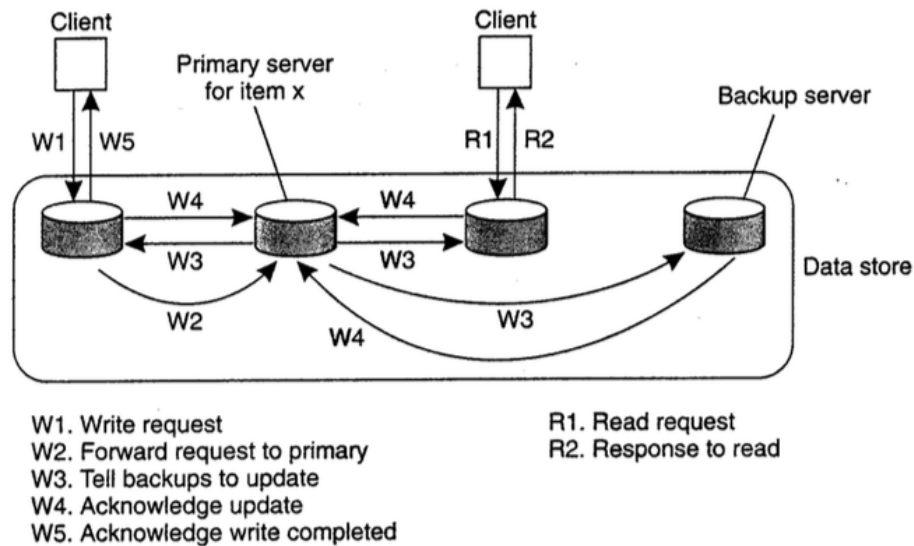 Client
Client
Primary server
for item x
Backup server
W1
W5
R1
R2
W4
W4
W3
W3
Data store
W2
W3
W4
W1. Write request
W2. Forward request to primary
W3. Tell backups to update
W4. Acknowledge update
W5. Acknowledge write completed
R1. Read request
R2. Response to read